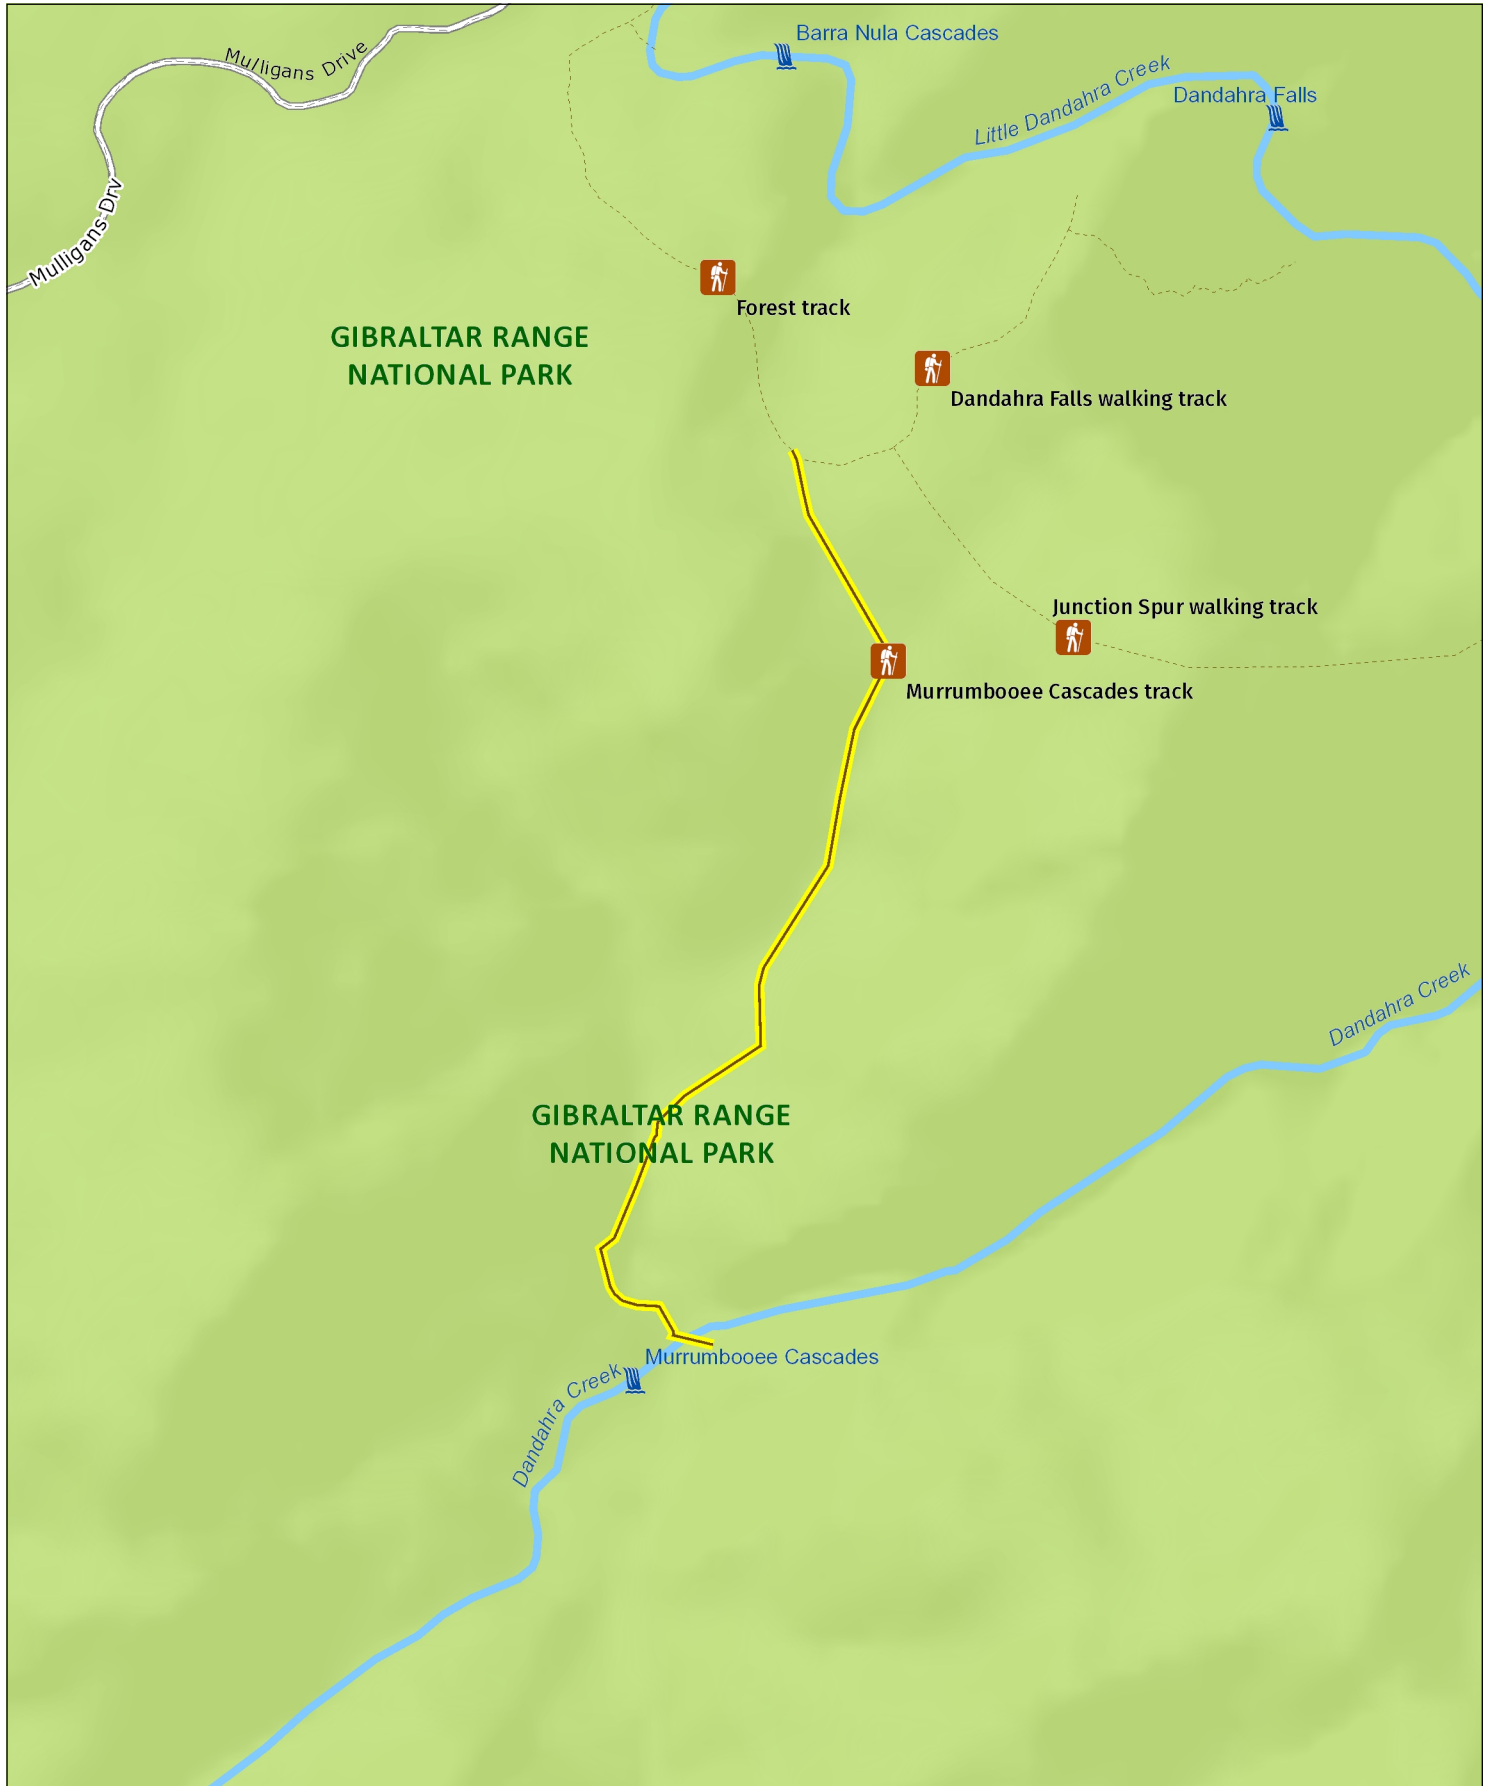 Barra Nula Cascades
Mulligans Drive
Little Dandahra Creek
Dandahra Falls
Mulligans Drv
Forest track
GIBRALTAR RANGE
NATIONAL PARK
Dandahra Falls walking track
Junction Spur walking track
Murrumbooee Cascades track
Dandahra Creek
GIBRALTAR RANGE
NATIONAL PARK
Murrumbooee Cascades
Dandahra Creek